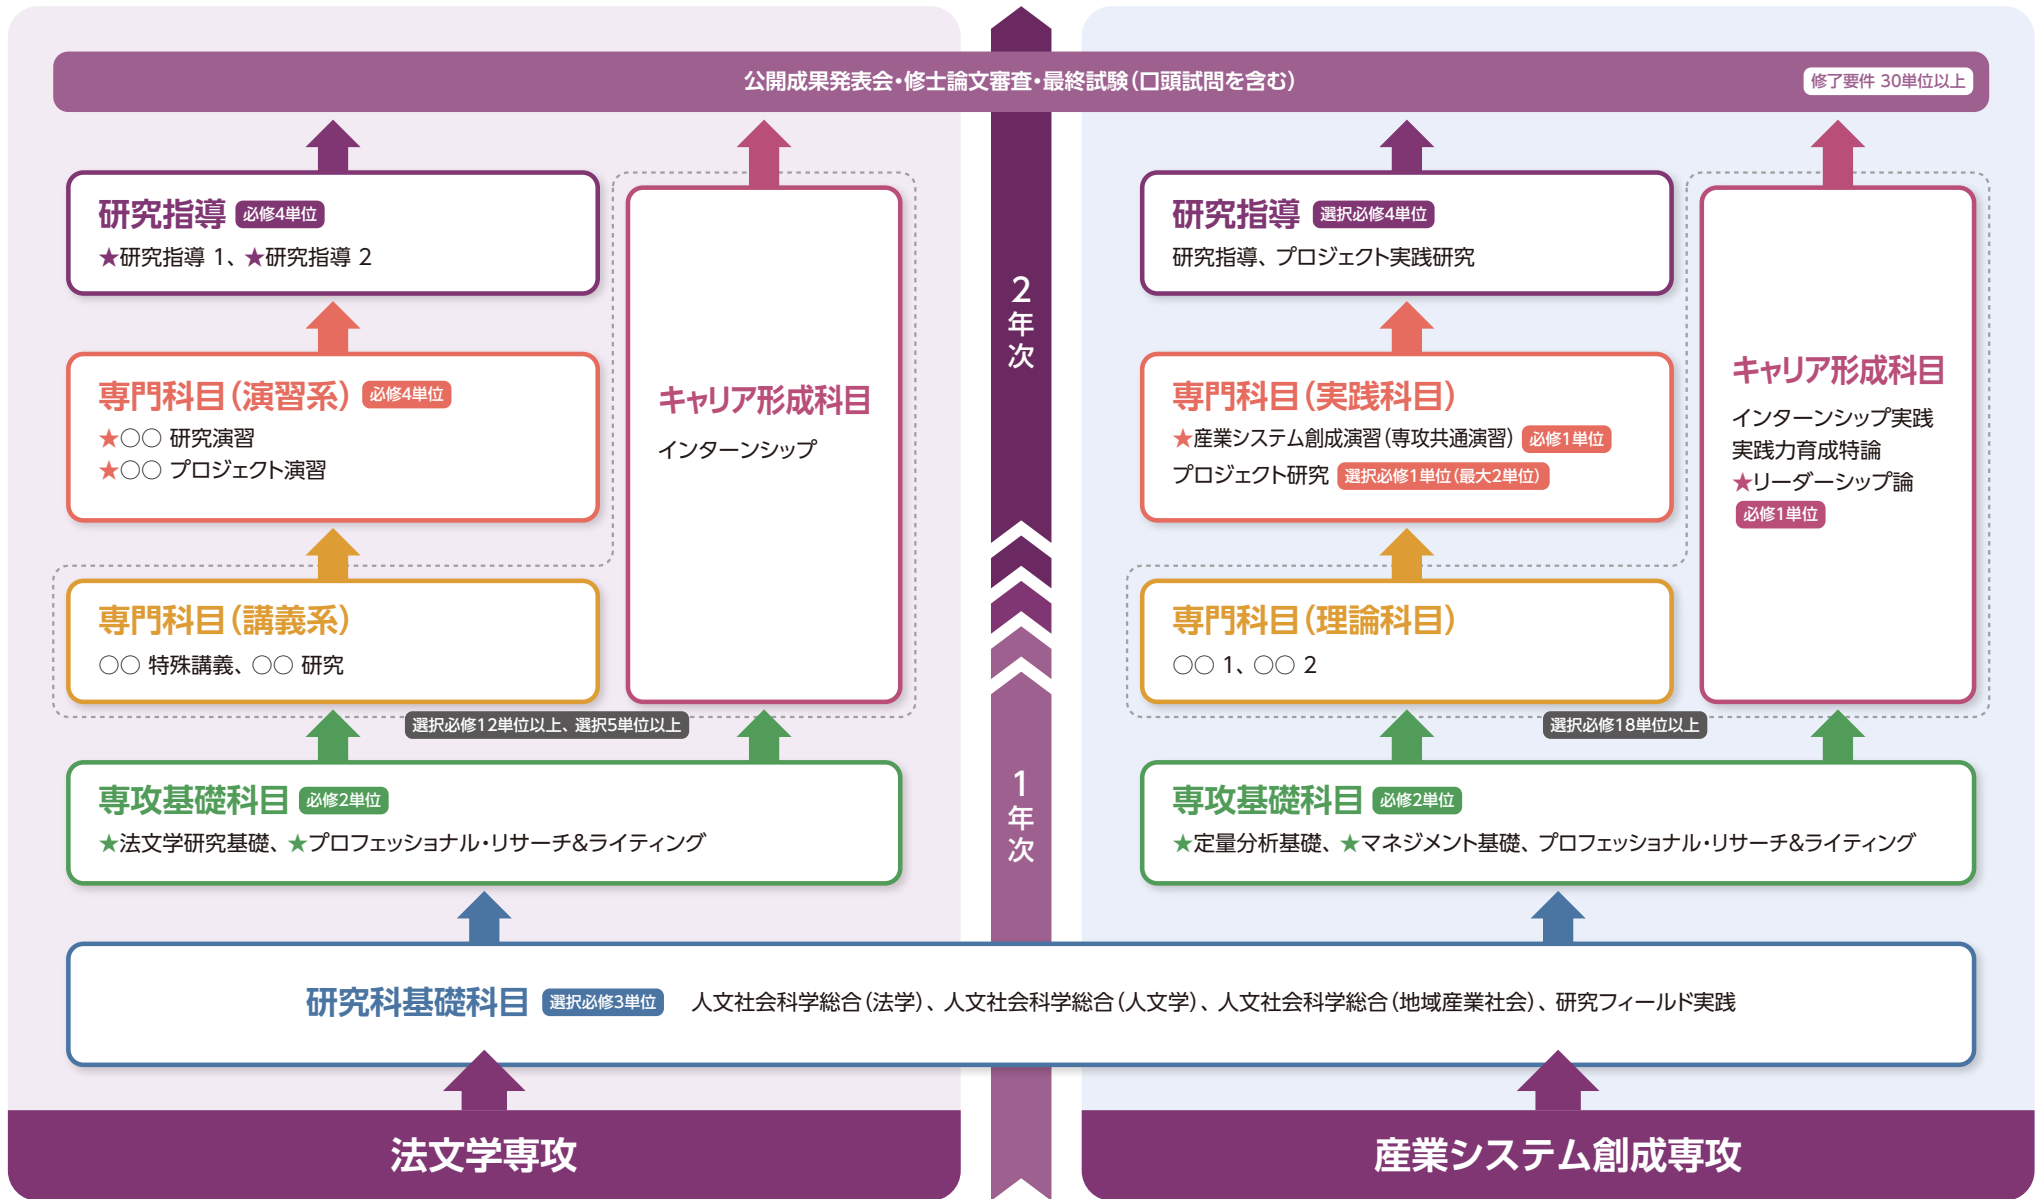 公開成果発表会・修士論文審査・最終試験（口頭試問を含む）
修了要件 30単位以上
研究指導 必修4単位
★研究指導 1、★研究指導 2
専門科目（演習系） 必修4単位
★○○ 研究演習
★○○ プロジェクト演習
キャリア形成科目
インターンシップ
専門科目（講義系）
○○ 特殊講義、○○ 研究
選択必修12単位以上、選択5単位以上
専攻基礎科目 必修2単位
★法文学研究基礎、★プロフェッショナル・リサーチ&ライティング
2年次
1年次
研究指導 選択必修4単位
研究指導、プロジェクト実践研究
専門科目（実践科目）
★産業システム創成演習（専攻共通演習） 必修1単位
プロジェクト研究 選択必修1単位（最大2単位）
キャリア形成科目
インターンシップ実践
実践力育成特論
★リーダーシップ論
必修1単位
専門科目（理論科目）
○○ 1、○○ 2
選択必修18単位以上
専攻基礎科目 必修2単位
★定量分析基礎、★マネジメント基礎、プロフェッショナル・リサーチ&ライティング
研究科基礎科目 選択必修3単位 人文社会科学総合（法学）、人文社会科学総合（人文学）、人文社会科学総合（地域産業社会）、研究フィールド実践
法文学専攻
産業システム創成専攻